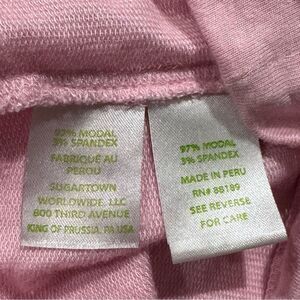 97% MODAL
3% SPANDEX
FABRIQUÉ AU
PEROU
SUGARTOWN
WORLDWIDE, LLC
800 THIRD AVENUE
KING OF PRUSSIA, PA USA
97% MODAL
3% SPANDEX
MADE IN PERU
RN# 88189
SEE REVERSE
FOR CARE